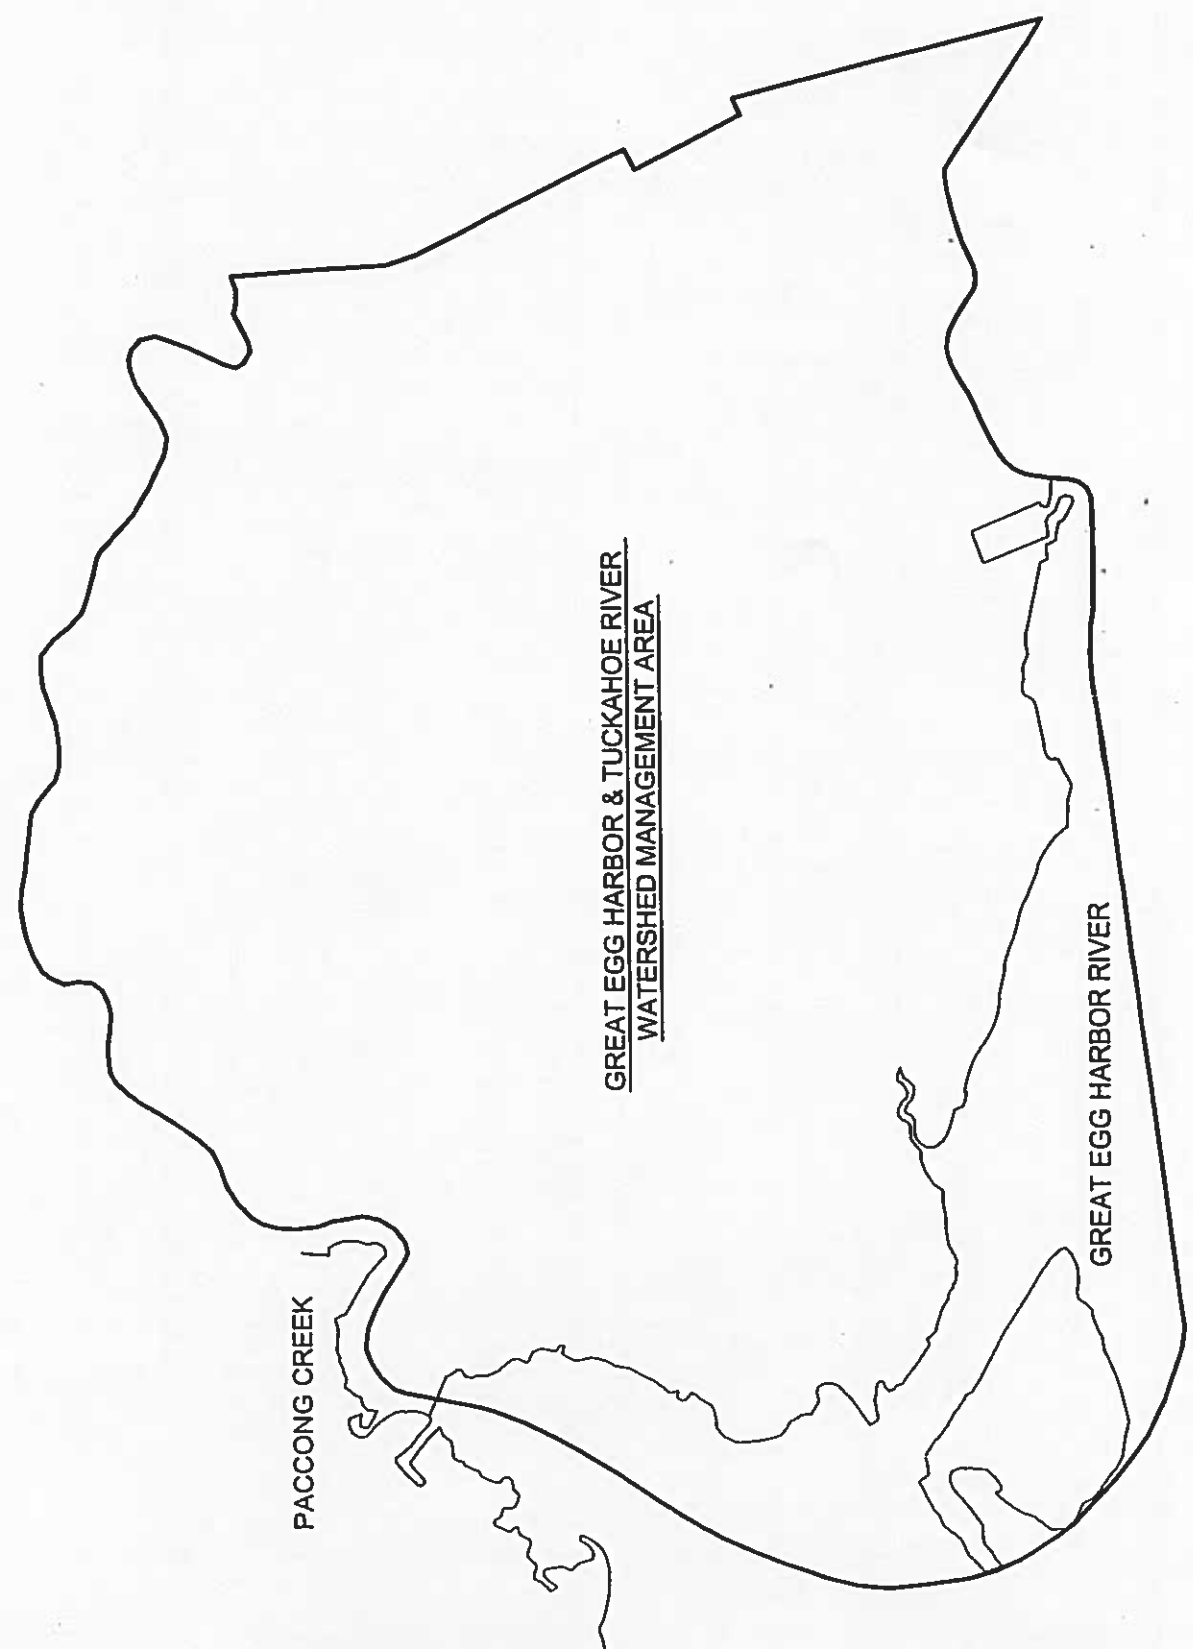 PACCONG CREEK
GREAT EGG HARBOR & TUCKAHOE RIVER
WATERSHED MANAGEMENT AREA
GREAT EGG HARBOR RIVER